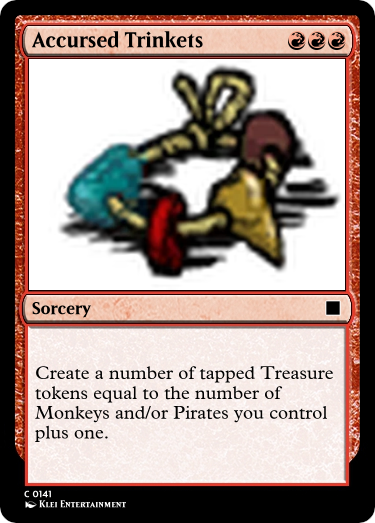 Accursed Trinkets
Sorcery
Create a number of tapped Treasure
tokens equal to the number of
Monkeys and/or Pirates you control
plus one.
C 0141
Klei Entertainment